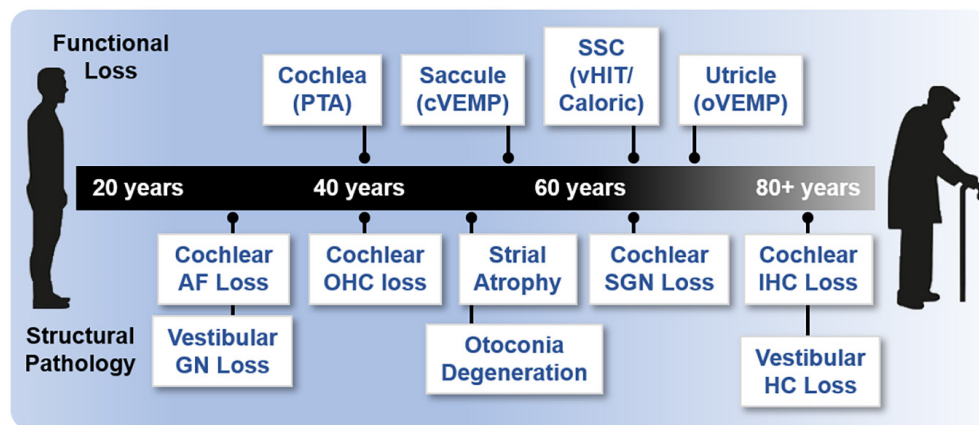 Functional
Loss
Cochlea
(PTA)
Saccule
(cVEMP)
SSC
(vHIT/
Caloric)
Utricle
(oVEMP)
20 years
40 years
60 years
80+ years
Cochlear
AF Loss
Cochlear
OHC loss
Strial
Atrophy
Cochlear
SGN Loss
Cochlear
IHC Loss
Structural
Pathology
Vestibular
GN Loss
Otoconia
Degeneration
Vestibular
HC Loss